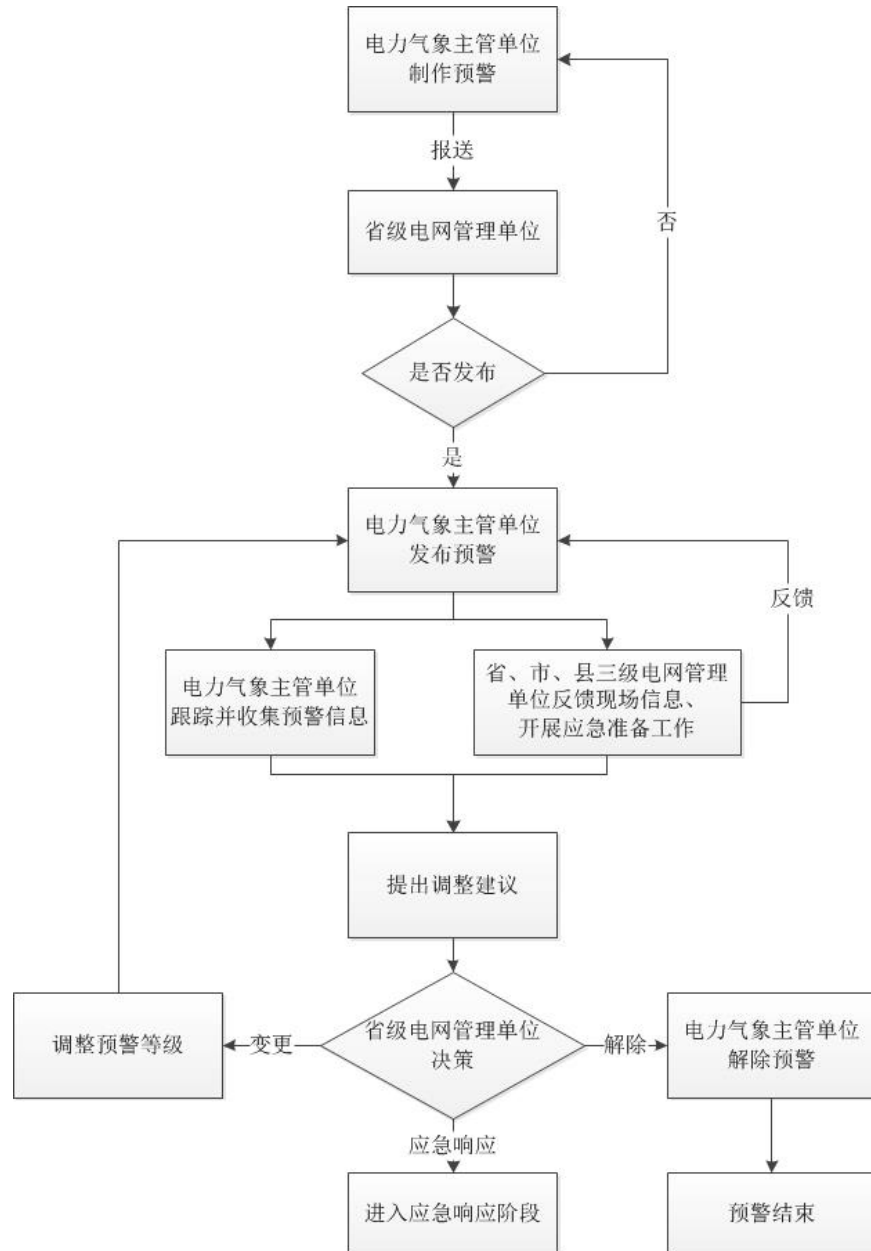 电力气象主管单位
制作预警
报送
省级电网管理单位
否
是否发布
是
电力气象主管单位
发布预警
反馈
电力气象主管单位
跟踪并收集预警信息
省、市、县三级电网管理
单位反馈现场信息、
开展应急准备工作
提出调整建议
调整预警等级
变更
省级电网管理单位
决策
解除
电力气象主管单位
解除预警
应急响应
进入应急响应阶段
预警结束